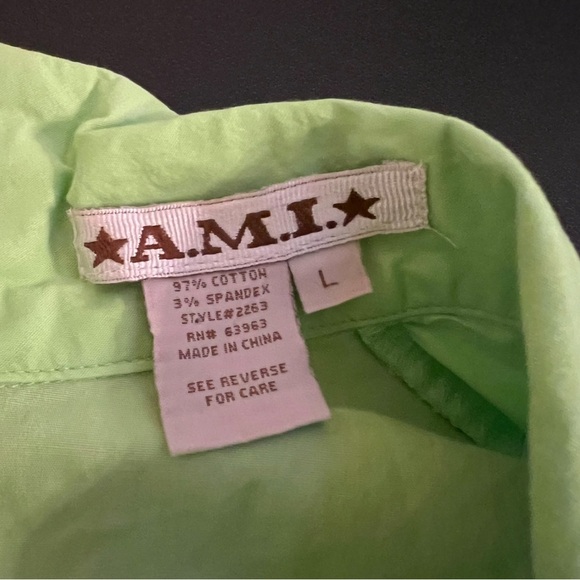 ★A.M.I.★
L
97% COTTON
3% SPANDEX
STYLE#2263
RN# 63963
MADE IN CHINA
SEE REVERSE
FOR CARE